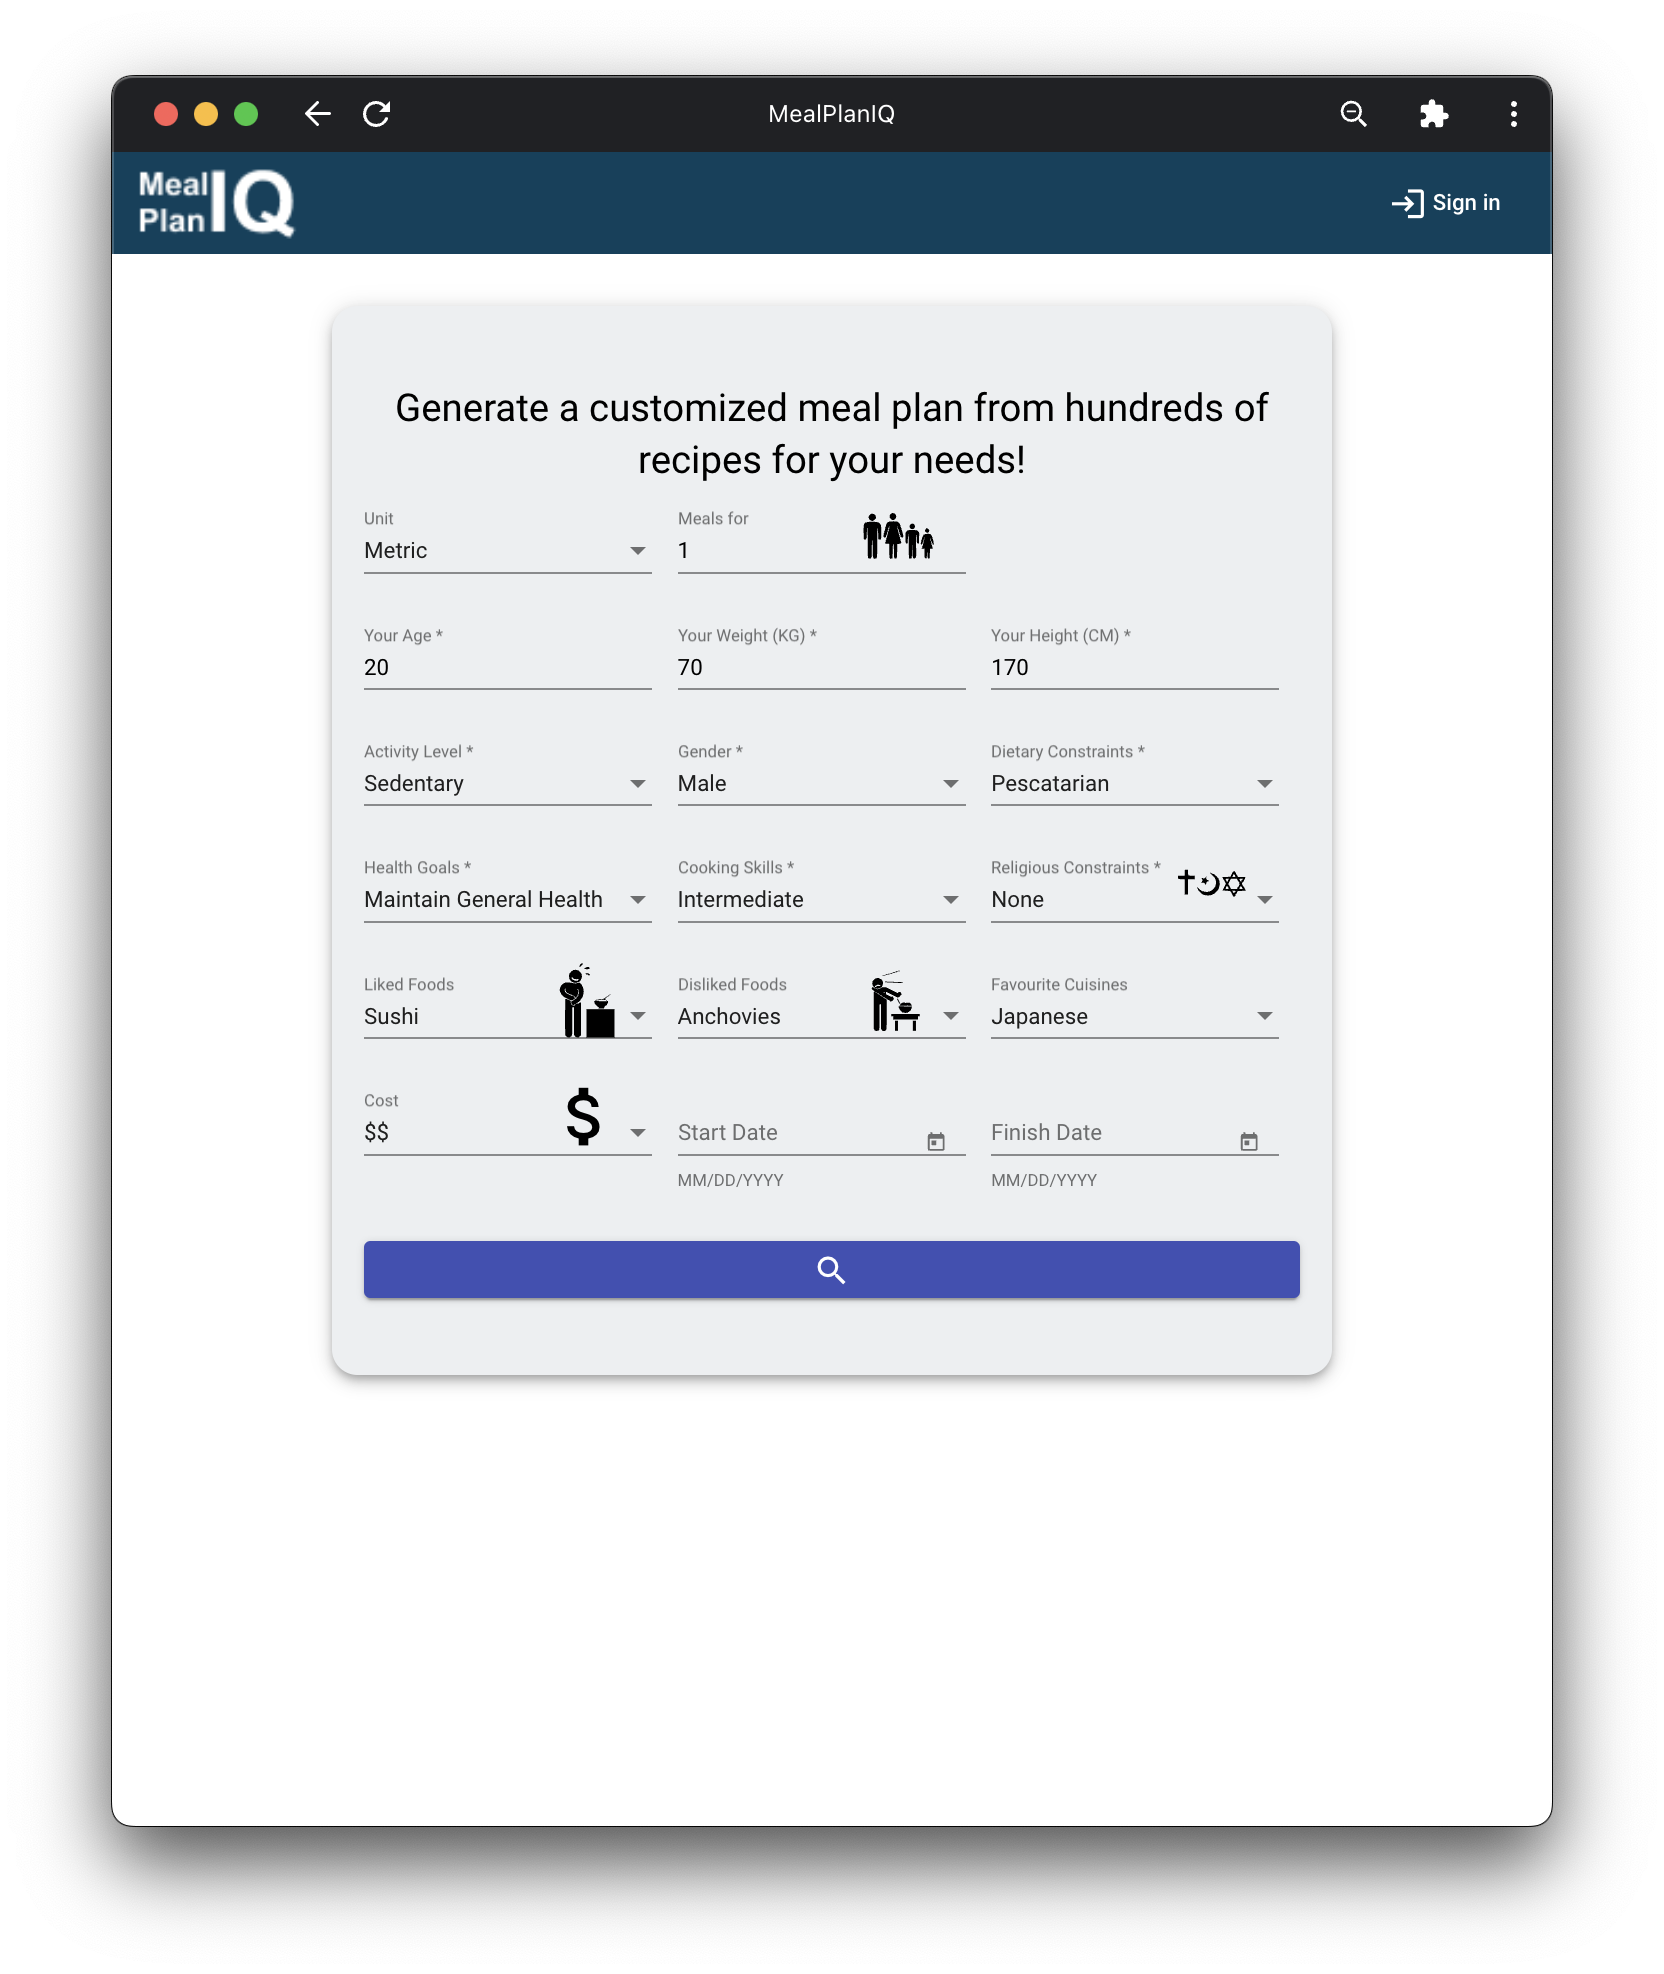 MealPlanIQ
Meal
Plan IQ
Sign in
Generate a customized meal plan from hundreds of
recipes for your needs!
Unit
Metric
Meals for
1
Your Age *
20
Your Weight (KG) *
70
Your Height (CM) *
170
Activity Level *
Sedentary
Gender *
Male
Dietary Constraints *
Pescatarian
Health Goals *
Maintain General Health
Cooking Skills *
Intermediate
Religious Constraints *
None
Liked Foods
Sushi
Disliked Foods
Anchovies
Favourite Cuisines
Japanese
Cost
$$
$
Start Date
MM/DD/YYYY
Finish Date
MM/DD/YYYY